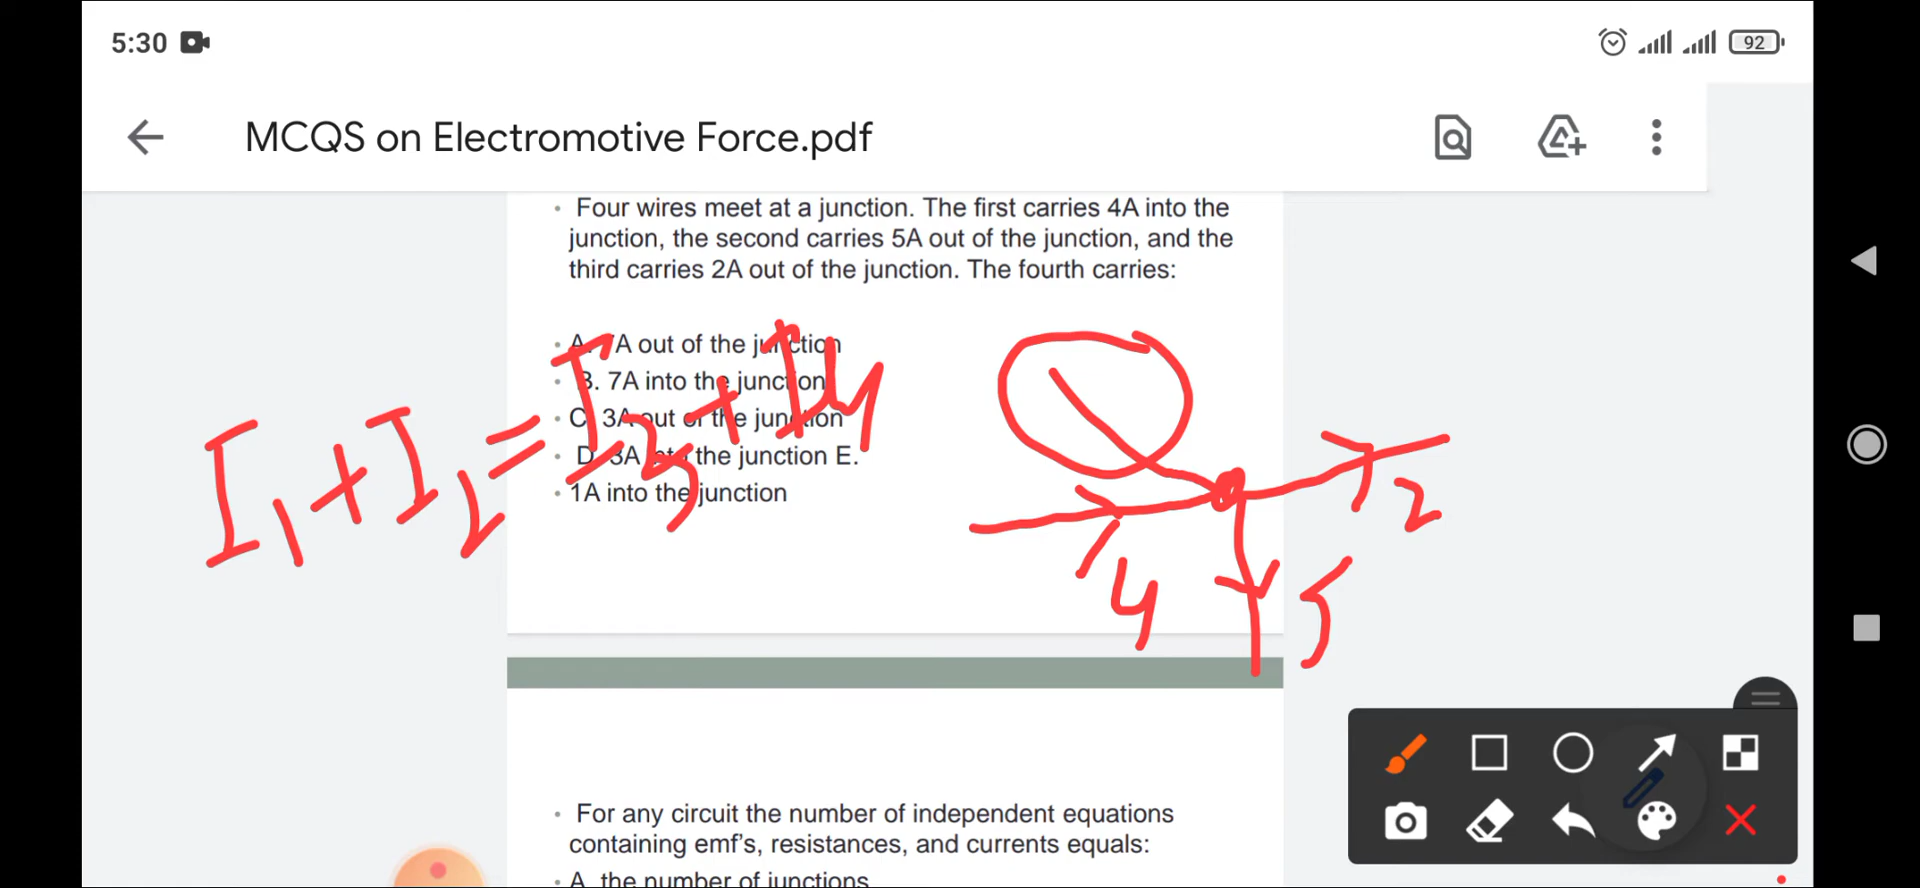 5:30
92
MCQS on Electromotive Force.pdf
• Four wires meet at a junction. The first carries 4A into the
junction, the second carries 5A out of the junction, and the
third carries 2A out of the junction. The fourth carries:
• A. 7A out of the junction
• B. 7A into the junction
• C. 3A out of the junction
• D. 3A into the junction E.
• 1A into the junction
I1 + I2 = I3 + I4
2
4
5
• For any circuit the number of independent equations
containing emf's, resistances, and currents equals:
• A. the number of junctions